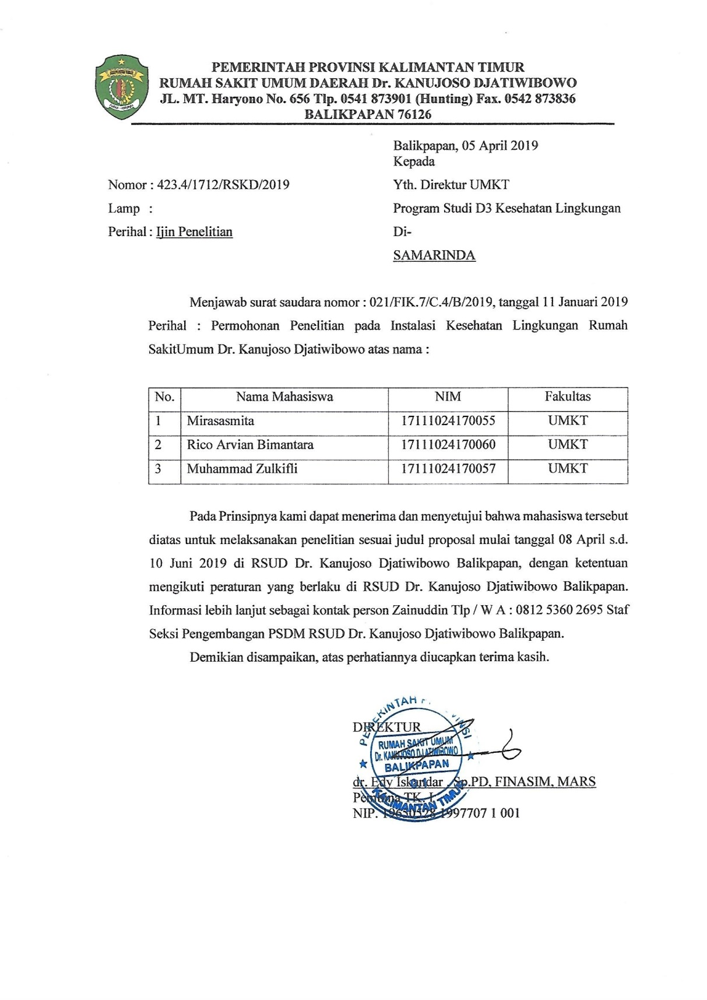 PEMERINTAH PROVINSI KALIMANTAN TIMUR
RUMAH SAKIT UMUM DAERAH Dr. KANUJOSO DJATIWIBOWO
JL. MT. Haryono No. 656 Tlp. 0541 873901 (Hunting) Fax. 0542 873836
BALIKPAPAN 76126
Balikpapan, 05 April 2019
Kepada
Nomor : 423.4/1712/RSKD/2019
Yth. Direktur UMKT
Lamp :
Program Studi D3 Kesehatan Lingkungan
Perihal : Ijin Penelitian
Di-
SAMARINDA
Menjawab surat saudara nomor : 021/FIK.7/C.4/B/2019, tanggal 11 Januari 2019
Perihal : Permohonan Penelitian pada Instalasi Kesehatan Lingkungan Rumah
SakitUmum Dr. Kanujoso Djatiwibowo atas nama :
No. Nama Mahasiswa NIM Fakultas
1 Mirasasmita 17111024170055 UMKT
2 Rico Arvian Bimantara 17111024170060 UMKT
3 Muhammad Zulkifli 17111024170057 UMKT
Pada Prinsipnya kami dapat menerima dan menyetujui bahwa mahasiswa tersebut
diatas untuk melaksanakan penelitian sesuai judul proposal mulai tanggal 08 April s.d.
10 Juni 2019 di RSUD Dr. Kanujoso Djatiwibowo Balikpapan, dengan ketentuan
mengikuti peraturan yang berlaku di RSUD Dr. Kanujoso Djatiwibowo Balikpapan.
Informasi lebih lanjut sebagai kontak person Zainuddin Tlp / W A : 0812 5360 2695 Staf
Seksi Pengembangan PSDM RSUD Dr. Kanujoso Djatiwibowo Balikpapan.
Demikian disampaikan, atas perhatiannya diucapkan terima kasih.
DIREKTUR
RUMAH SAKIT UMUM
Dr. KANUJOSO DJATIWIBOWO
BALIKPAPAN
KALIMANTAN TIMUR
dr. Edy Iskandar , Sp.PD, FINASIM, MARS
Pembina TK. I
NIP. 19650328 1997707 1 001